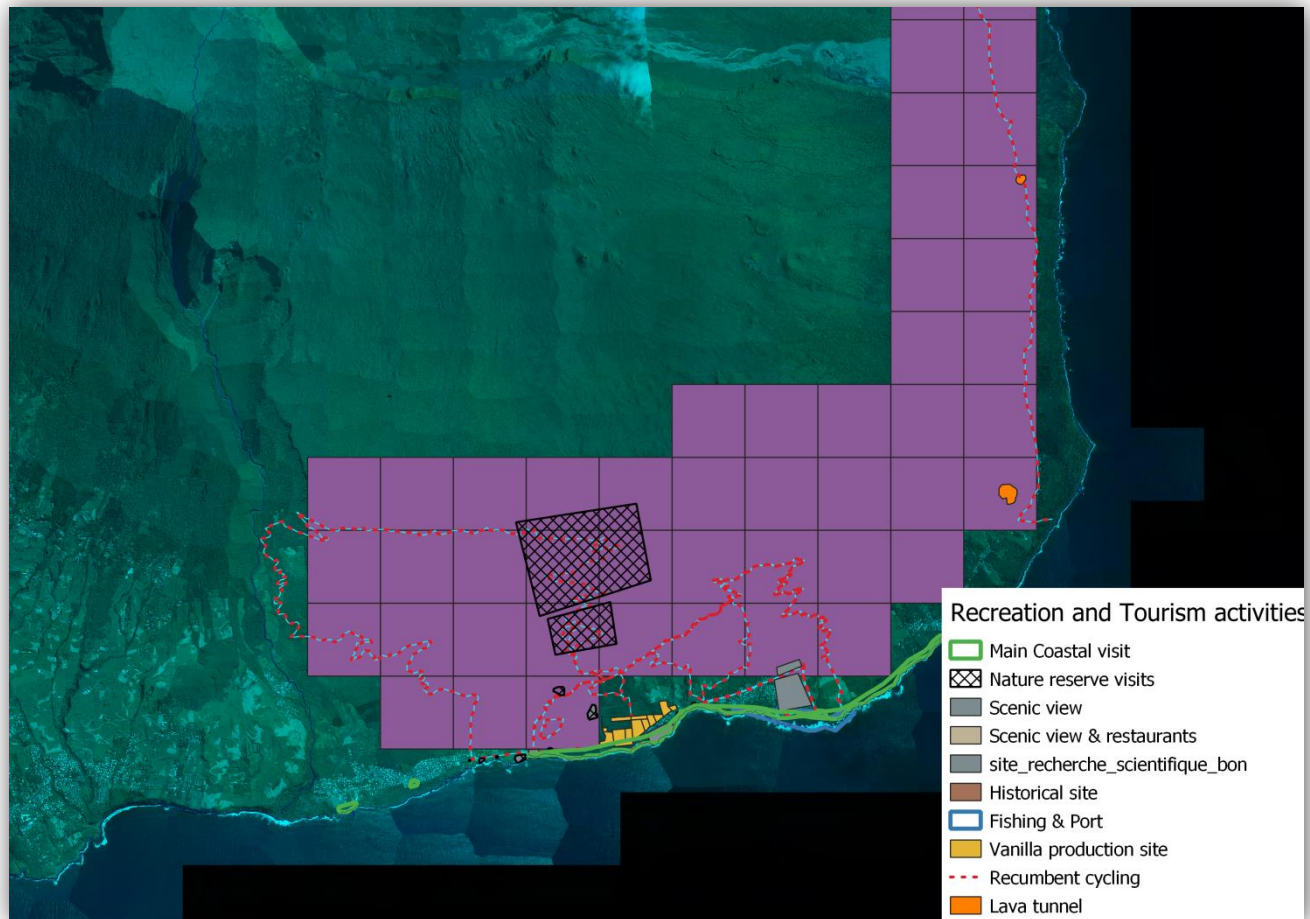 Recreation and Tourism activities
Main Coastal visit
Nature reserve visits
Scenic view
Scenic view & restaurants
site_recherche_scientifique_bon
Historical site
Fishing & Port
Vanilla production site
Recumbent cycling
Lava tunnel